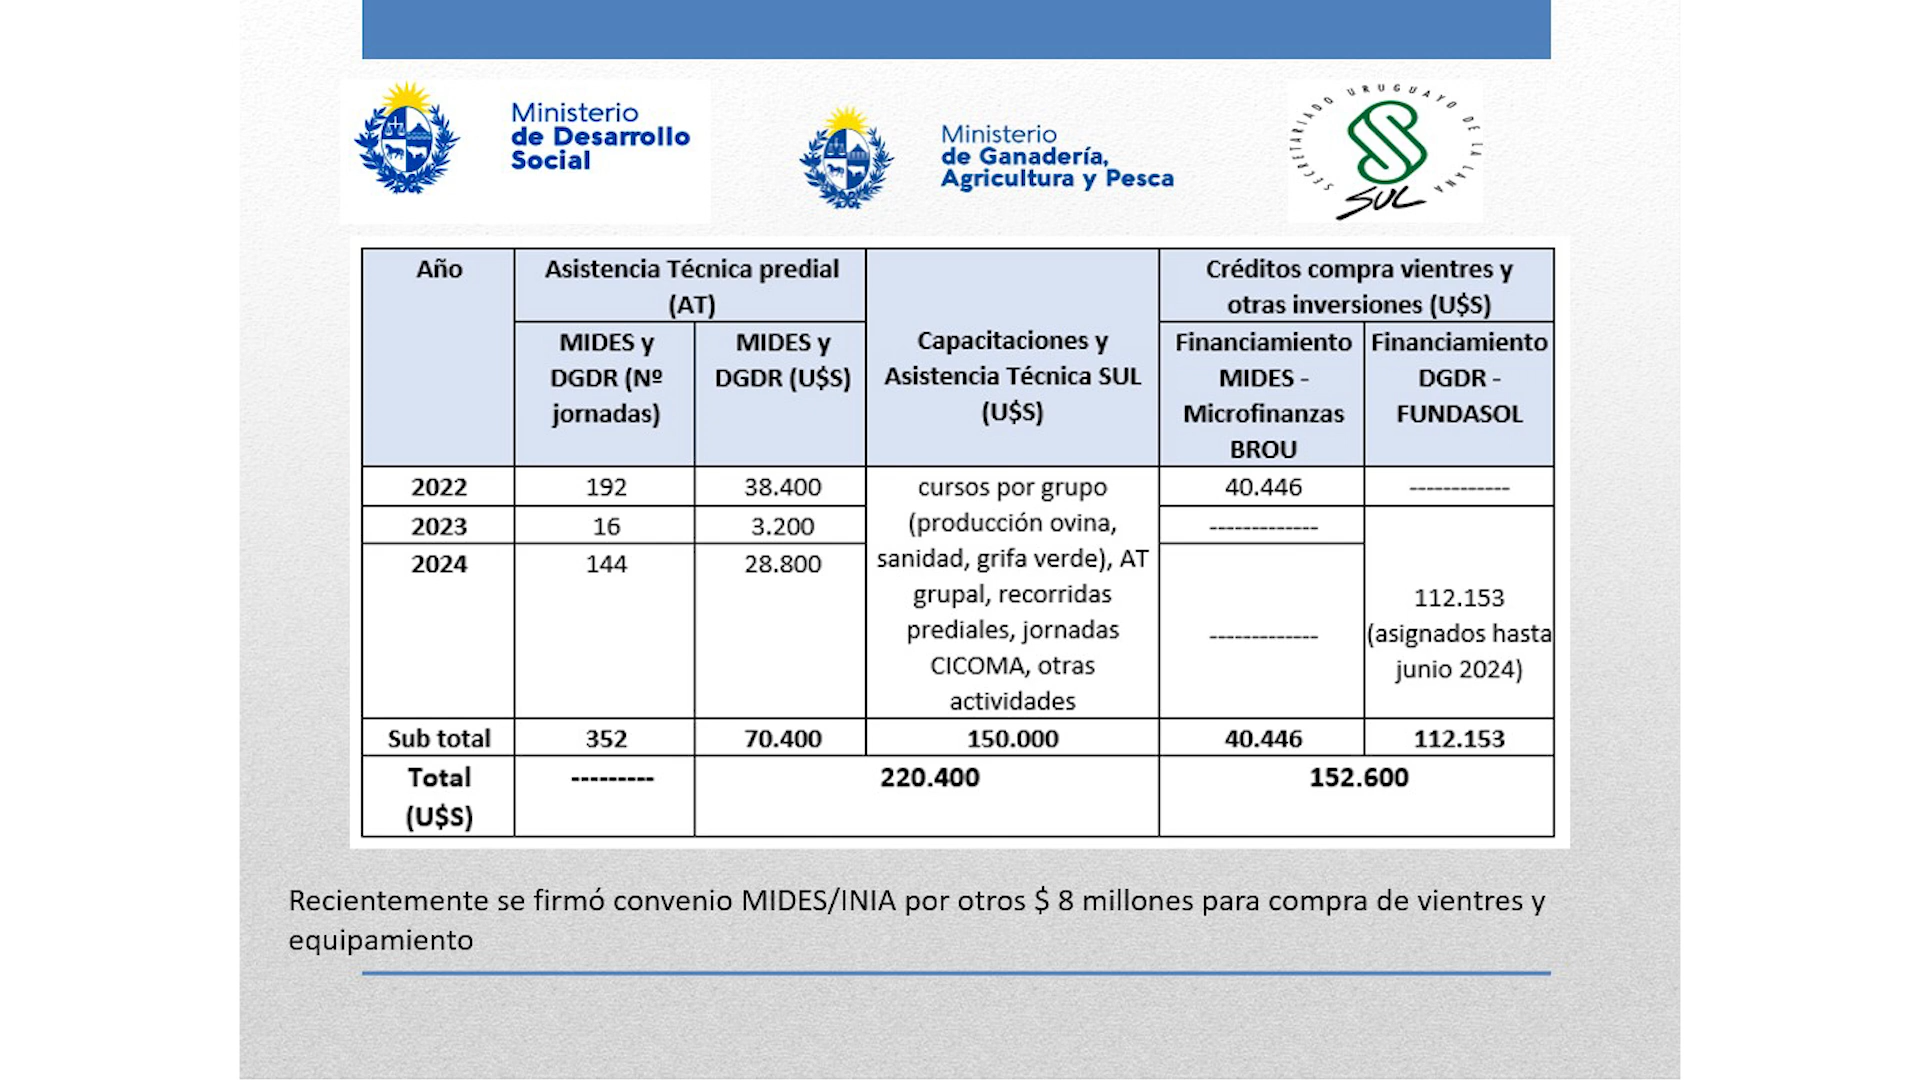 Ministerio
de Desarrollo
Social
Ministerio
de Ganadería,
Agricultura y Pesca
SECRETARIADO URUGUAYO DE LA LANA
SUL
Año
Asistencia Técnica predial
(AT)
Capacitaciones y
Asistencia Técnica SUL
(U$S)
Créditos compra vientres y
otras inversiones (U$S)
MIDES y
DGDR (Nº
jornadas)
MIDES y
DGDR (U$S)
Financiamiento
MIDES -
Microfinanzas
BROU
Financiamiento
DGDR -
FUNDASOL
2022
192
38.400
cursos por grupo
(producción ovina,
sanidad, grifa verde), AT
grupal, recorridas
prediales, jornadas
CICOMA, otras
actividades
40.446
------------
2023
16
3.200
-------------
112.153
(asignados hasta
junio 2024)
2024
144
28.800
-------------
Sub total
352
70.400
150.000
40.446
112.153
Total
(U$S)
---------
220.400
152.600
Recientemente se firmó convenio MIDES/INIA por otros $ 8 millones para compra de vientres y
equipamiento